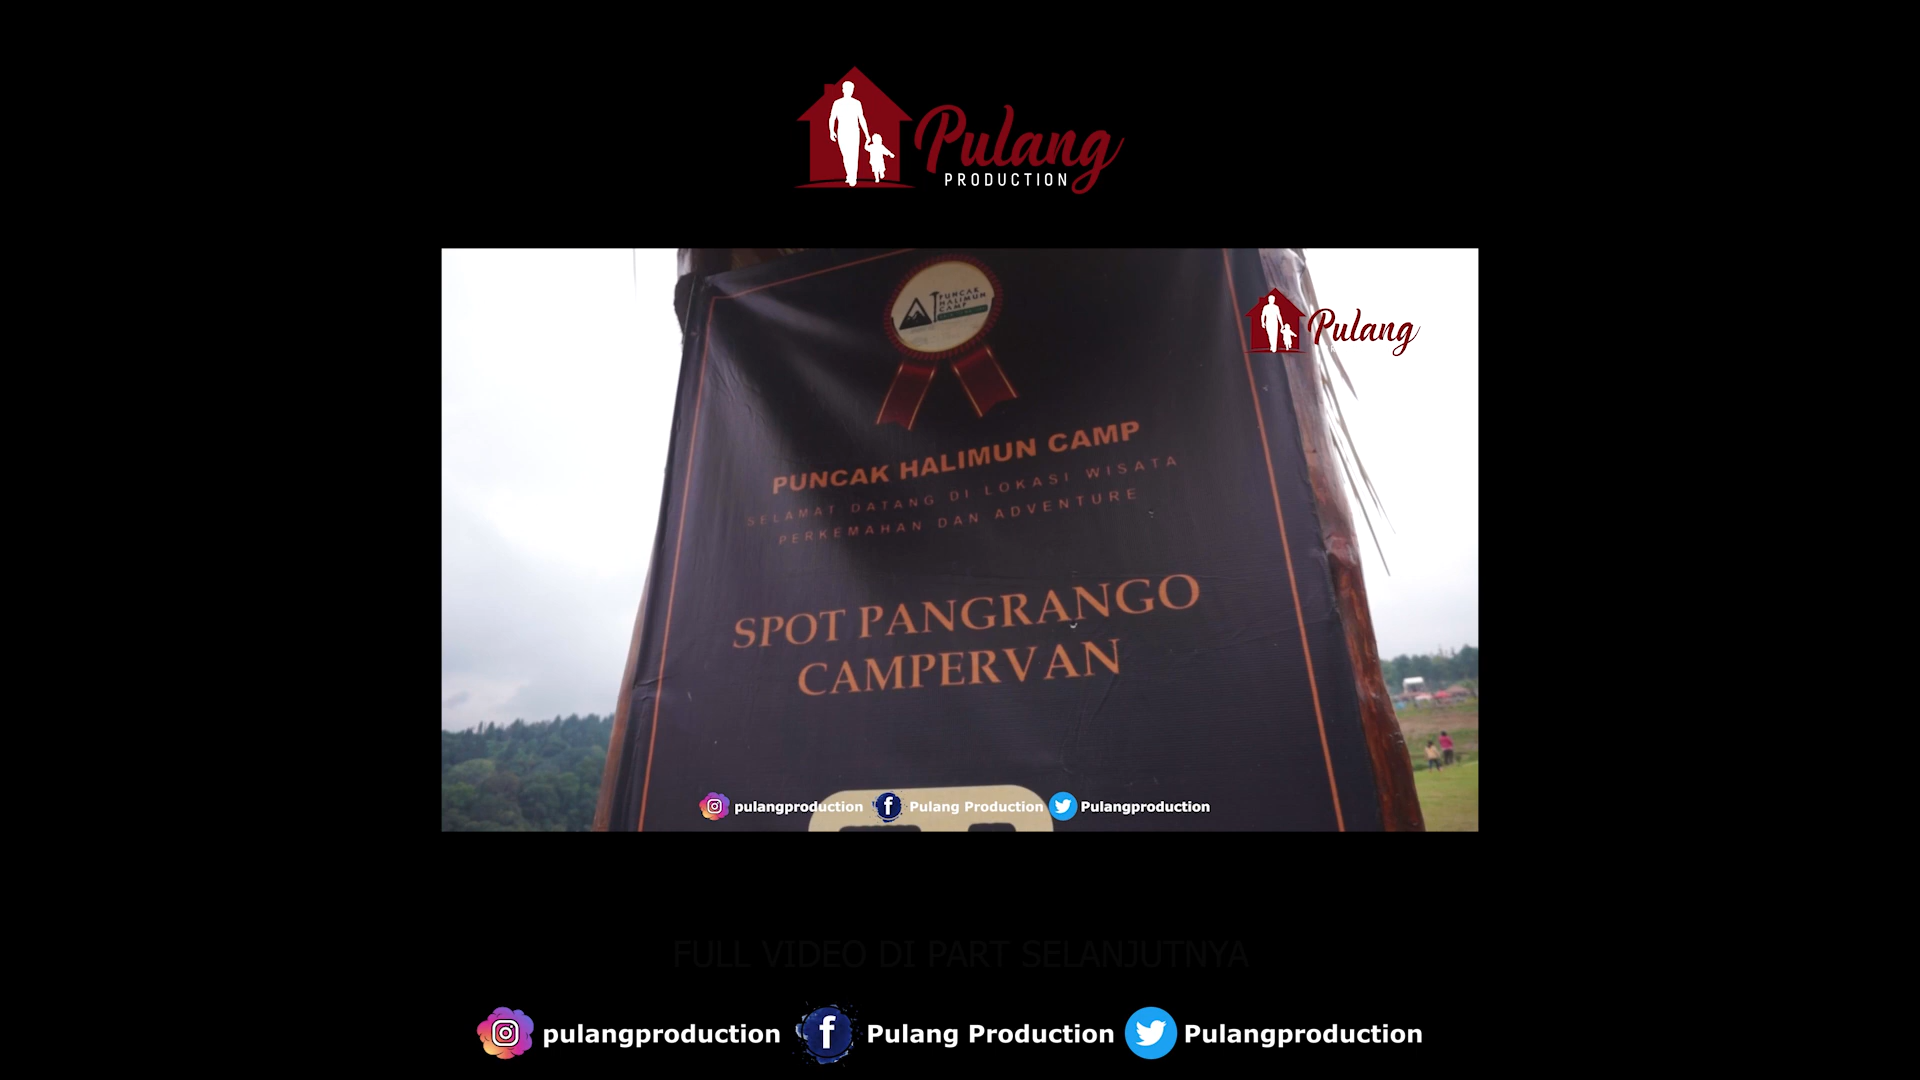 Pulang
PRODUCTION
PUNCAK
HALIMUN
CAMP
Pulang
PUNCAK HALIMUN CAMP
SELAMAT DATANG DI LOKASI WISATA
PERKEMAHAN DAN ADVENTURE
SPOT PANGRANGO
CAMPERVAN
pulangproduction Pulang Production Pulangproduction
FULL VIDEO DI PART SELANJUTNYA
pulangproduction Pulang Production Pulangproduction